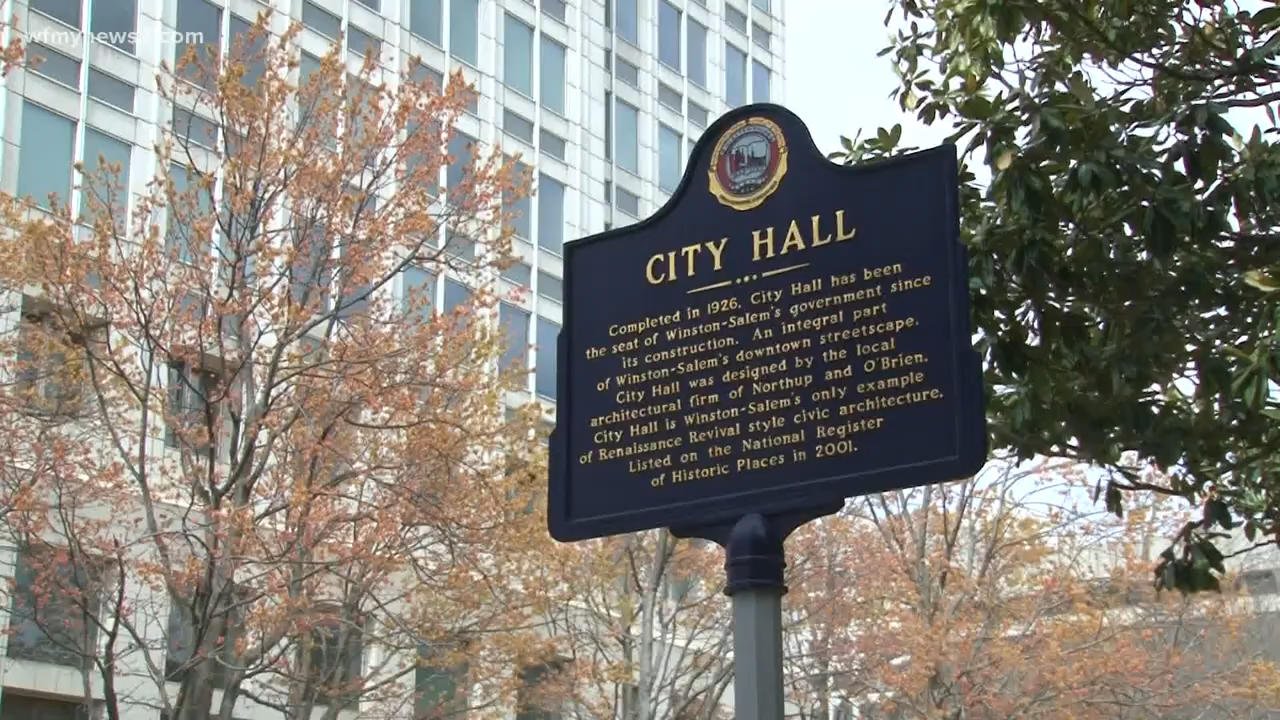 wfmynews2.com
CITY HALL
Completed in 1926, City Hall has been
the seat of Winston-Salem's government since
its construction. An integral part
of Winston-Salem's downtown streetscape,
City Hall was designed by the local
architectural firm of Northup and O'Brien.
City Hall is Winston-Salem's only example
of Renaissance Revival style civic architecture.
Listed on the National Register
of Historic Places in 2001.